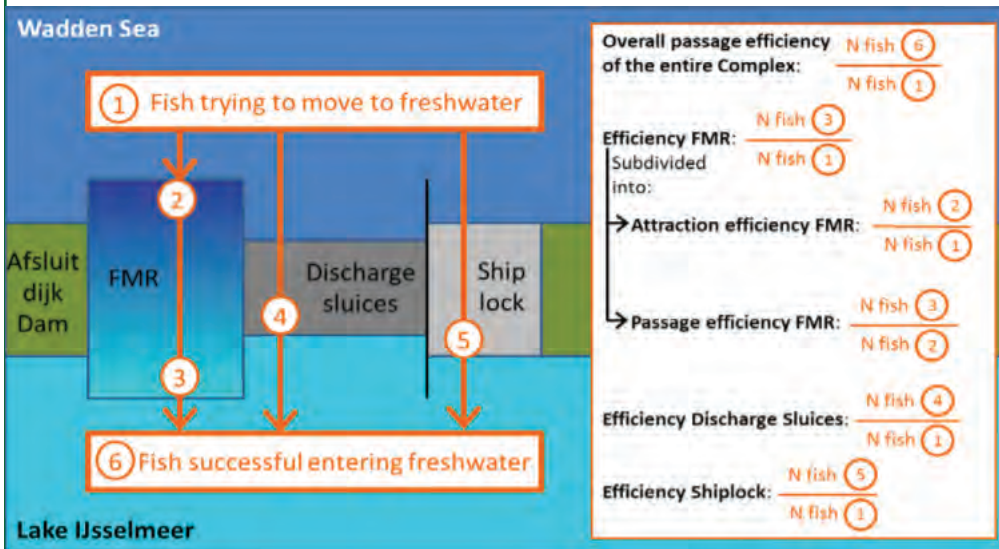 Wadden Sea
1 Fish trying to move to freshwater
2
Afsluit
dijk
Dam
FMR
Discharge
sluices
Ship
lock
4
5
3
6 Fish successful entering freshwater
Lake IJsselmeer
Overall passage efficiency
of the entire Complex:
N fish 6
N fish 1
Efficiency FMR:
N fish 3
N fish 1
Subdivided
into:
Attraction efficiency FMR:
N fish 2
N fish 1
Passage efficiency FMR:
N fish 3
N fish 2
Efficiency Discharge Sluices:
N fish 4
N fish 1
Efficiency Shiplock:
N fish 5
N fish 1